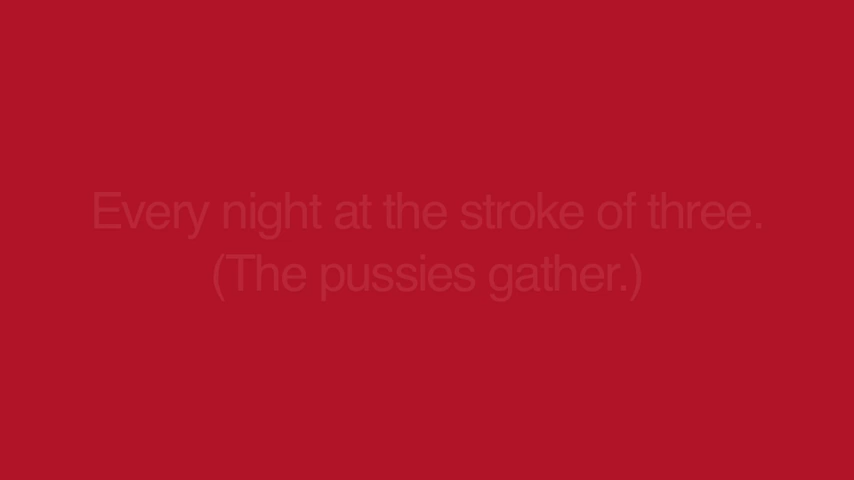 Every night at the stroke of three.
(The pussies gather.)